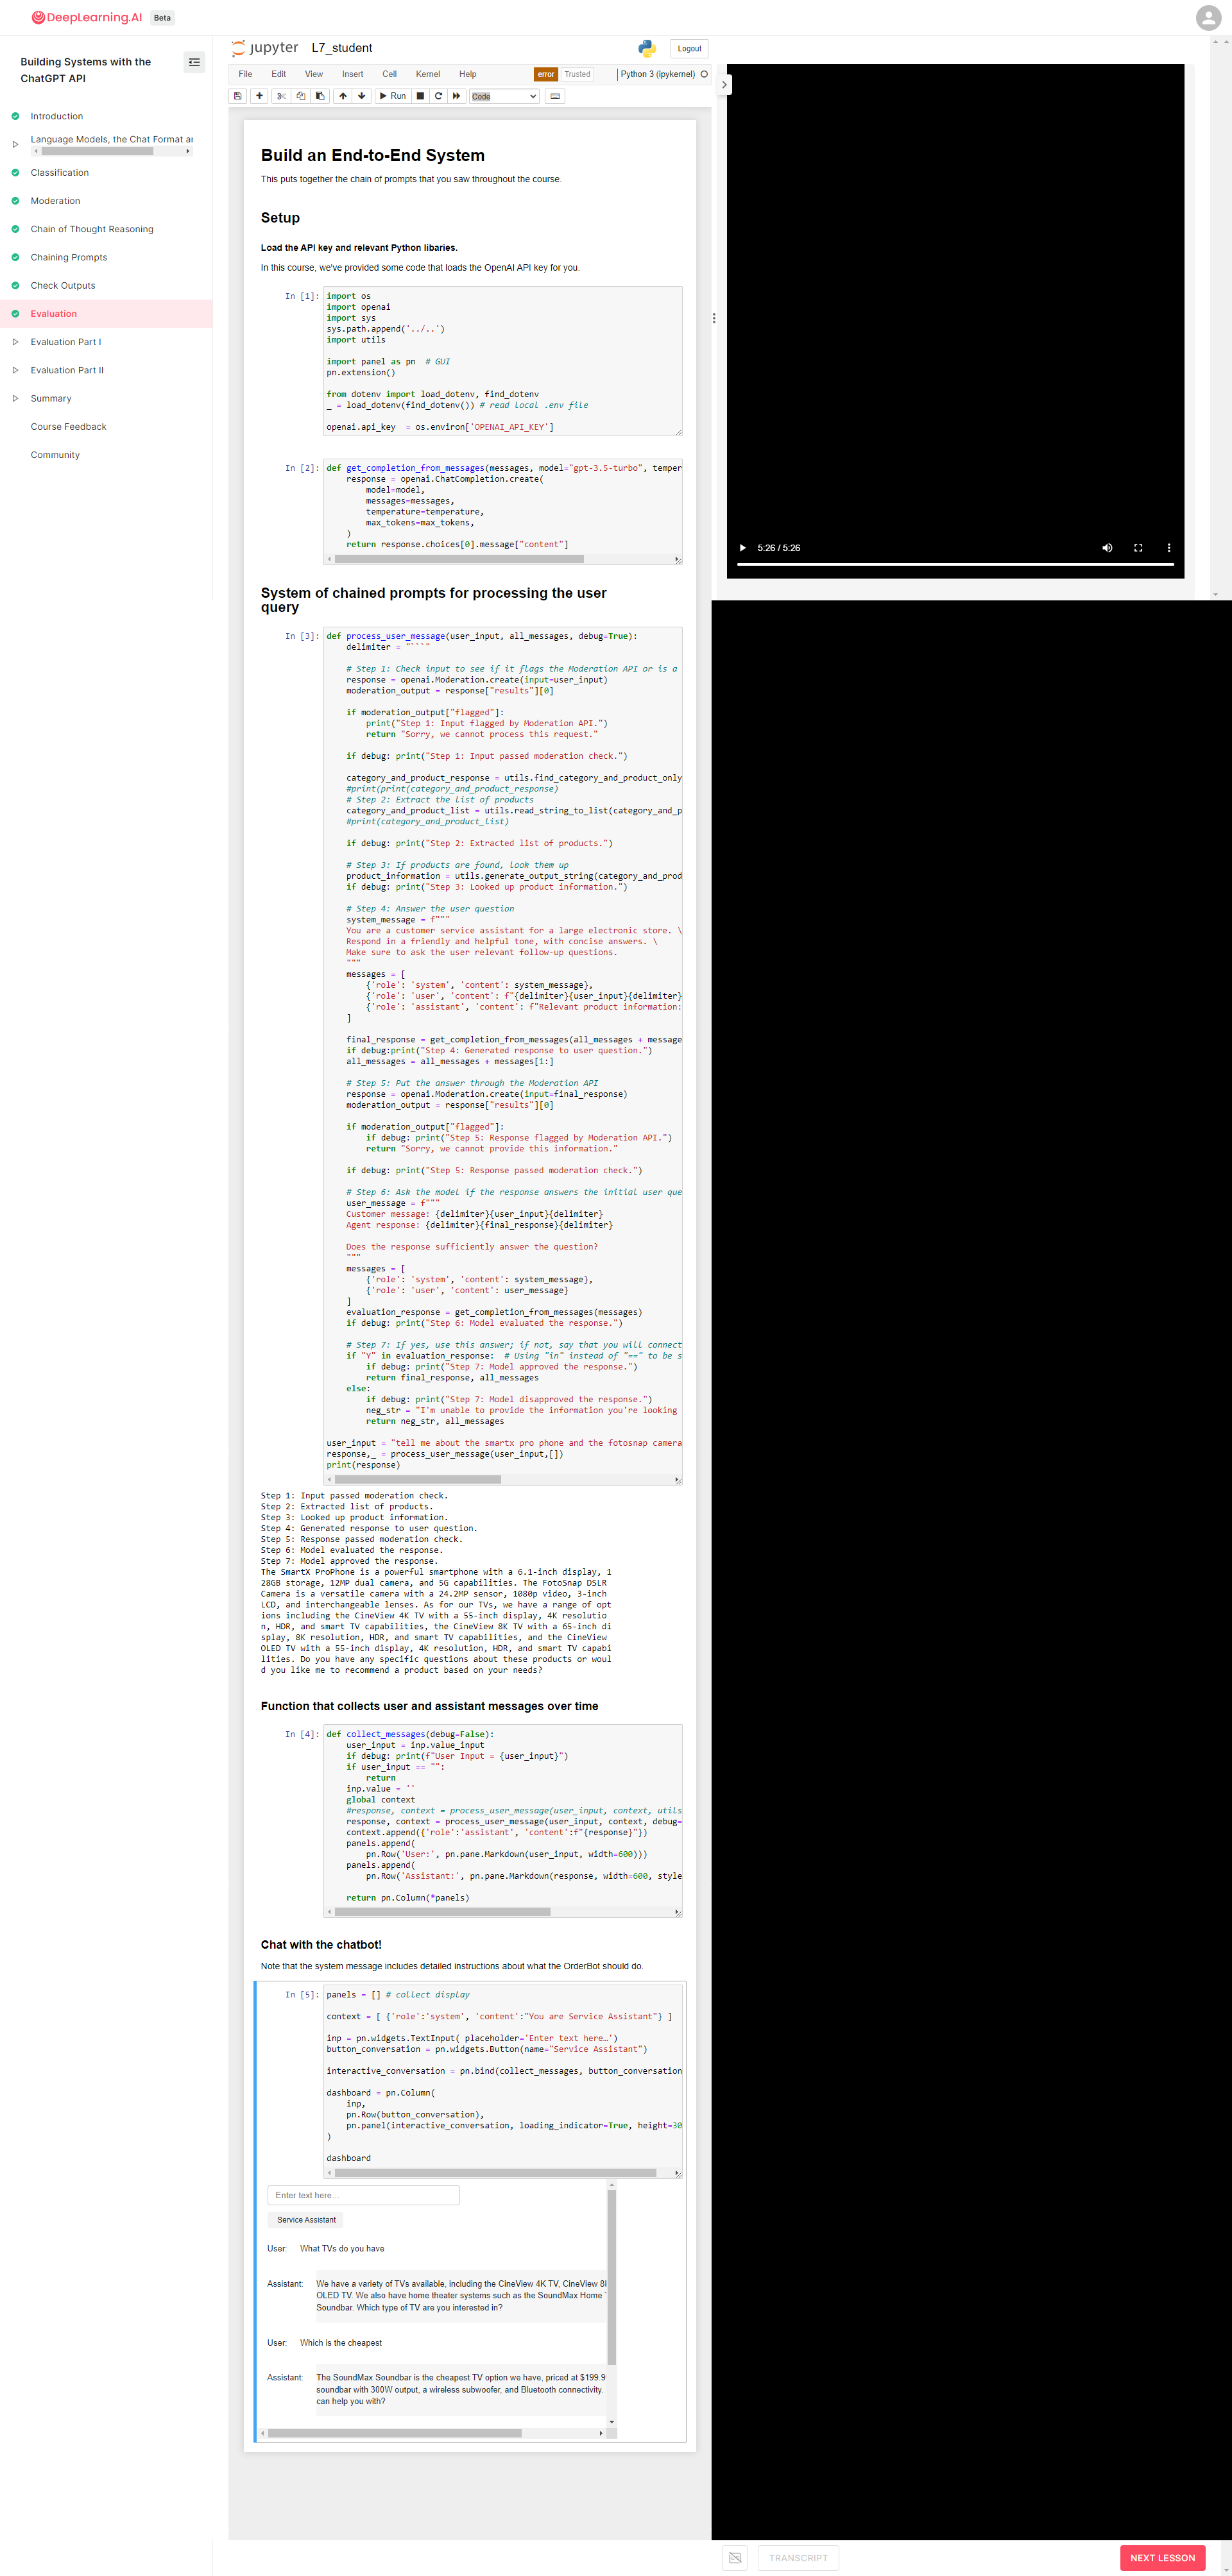 DeepLearning.AI Beta
Building Systems with the
ChatGPT API
Introduction
Language Models, the Chat Format ar
Classification
Moderation
Chain of Thought Reasoning
Chaining Prompts
Check Outputs
Evaluation
Evaluation Part I
Evaluation Part II
Summary
Course Feedback
Community
jupyter L7_student
Logout
File Edit View Insert Cell Kernel Help
error Trusted Python 3 (ipykernel)
Run Code
Build an End-to-End System
This puts together the chain of prompts that you saw throughout the course.
Setup
Load the API key and relevant Python libaries.
In this course, we've provided some code that loads the OpenAI API key for you.
In [1]: import os
import openai
import sys
sys.path.append('../..')
import utils
import panel as pn  # GUI
pn.extension()
from dotenv import load_dotenv, find_dotenv
_ = load_dotenv(find_dotenv()) # read local .env file
openai.api_key  = os.environ['OPENAI_API_KEY']
In [2]: def get_completion_from_messages(messages, model="gpt-3.5-turbo", temper
    response = openai.ChatCompletion.create(
        model=model,
        messages=messages,
        temperature=temperature,
        max_tokens=max_tokens,
    )
    return response.choices[0].message["content"]
System of chained prompts for processing the user
query
In [3]: def process_user_message(user_input, all_messages, debug=True):
    delimiter = "```"
    # Step 1: Check input to see if it flags the Moderation API or is a
    response = openai.Moderation.create(input=user_input)
    moderation_output = response["results"][0]
    if moderation_output["flagged"]:
        print("Step 1: Input flagged by Moderation API.")
        return "Sorry, we cannot process this request."
    if debug: print("Step 1: Input passed moderation check.")
    category_and_product_response = utils.find_category_and_product_only
    #print(print(category_and_product_response)
    # Step 2: Extract the list of products
    category_and_product_list = utils.read_string_to_list(category_and_p
    #print(category_and_product_list)
    if debug: print("Step 2: Extracted list of products.")
    # Step 3: If products are found, look them up
    product_information = utils.generate_output_string(category_and_prod
    if debug: print("Step 3: Looked up product information.")
    # Step 4: Answer the user question
    system_message = f"""
    You are a customer service assistant for a large electronic store. \
    Respond in a friendly and helpful tone, with concise answers. \
    Make sure to ask the user relevant follow-up questions.
    """
    messages = [
        {'role': 'system', 'content': system_message},
        {'role': 'user', 'content': f"{delimiter}{user_input}{delimiter}
        {'role': 'assistant', 'content': f"Relevant product information:
    ]
    final_response = get_completion_from_messages(all_messages + message
    if debug:print("Step 4: Generated response to user question.")
    all_messages = all_messages + messages[1:]
    # Step 5: Put the answer through the Moderation API
    response = openai.Moderation.create(input=final_response)
    moderation_output = response["results"][0]
    if moderation_output["flagged"]:
        if debug: print("Step 5: Response flagged by Moderation API.")
        return "Sorry, we cannot provide this information."
    if debug: print("Step 5: Response passed moderation check.")
    # Step 6: Ask the model if the response answers the initial user que
    user_message = f"""
    Customer message: {delimiter}{user_input}{delimiter}
    Agent response: {delimiter}{final_response}{delimiter}
    Does the response sufficiently answer the question?
    """
    messages = [
        {'role': 'system', 'content': system_message},
        {'role': 'user', 'content': user_message}
    ]
    evaluation_response = get_completion_from_messages(messages)
    if debug: print("Step 6: Model evaluated the response.")
    # Step 7: If yes, use this answer; if not, say that you will connect
    if "Y" in evaluation_response:  # Using "in" instead of "==" to be s
        if debug: print("Step 7: Model approved the response.")
        return final_response, all_messages
    else:
        if debug: print("Step 7: Model disapproved the response.")
        neg_str = "I'm unable to provide the information you're looking
        return neg_str, all_messages
user_input = "tell me about the smartx pro phone and the fotosnap camera
response,_ = process_user_message(user_input,[])
print(response)
Step 1: Input passed moderation check.
Step 2: Extracted list of products.
Step 3: Looked up product information.
Step 4: Generated response to user question.
Step 5: Response passed moderation check.
Step 6: Model evaluated the response.
Step 7: Model approved the response.
The SmartX ProPhone is a powerful smartphone with a 6.1-inch display, 1
28GB storage, 12MP dual camera, and 5G capabilities. The FotoSnap DSLR
Camera is a versatile camera with a 24.2MP sensor, 1080p video, 3-inch
LCD, and interchangeable lenses. As for our TVs, we have a range of opt
ions including the CineView 4K TV with a 55-inch display, 4K resolutio
n, HDR, and smart TV capabilities, the CineView 8K TV with a 65-inch di
splay, 8K resolution, HDR, and smart TV capabilities, and the CineView
OLED TV with a 55-inch display, 4K resolution, HDR, and smart TV capabi
lities. Do you have any specific questions about these products or woul
d you like me to recommend a product based on your needs?
Function that collects user and assistant messages over time
In [4]: def collect_messages(debug=False):
    user_input = inp.value_input
    if debug: print(f"User Input = {user_input}")
    if user_input == "":
        return
    inp.value = ''
    global context
    #response, context = process_user_message(user_input, context, utils
    response, context = process_user_message(user_input, context, debug=
    context.append({'role':'assistant', 'content':f"{response}"})
    panels.append(
        pn.Row('User:', pn.pane.Markdown(user_input, width=600)))
    panels.append(
        pn.Row('Assistant:', pn.pane.Markdown(response, width=600, style
    return pn.Column(*panels)
Chat with the chatbot!
Note that the system message includes detailed instructions about what the OrderBot should do.
In [5]: panels = [] # collect display
context = [ {'role':'system', 'content':"You are Service Assistant"} ]
inp = pn.widgets.TextInput( placeholder='Enter text here…')
button_conversation = pn.widgets.Button(name="Service Assistant")
interactive_conversation = pn.bind(collect_messages, button_conversation
dashboard = pn.Column(
    inp,
    pn.Row(button_conversation),
    pn.panel(interactive_conversation, loading_indicator=True, height=30
)
dashboard
Enter text here…
Service Assistant
User: What TVs do you have
Assistant: We have a variety of TVs available, including the CineView 4K TV, CineView 8
OLED TV. We also have home theater systems such as the SoundMax Home
Soundbar. Which type of TV are you interested in?
User: Which is the cheapest
Assistant: The SoundMax Soundbar is the cheapest TV option we have, priced at $199.9
soundbar with 300W output, a wireless subwoofer, and Bluetooth connectivity.
can help you with?
5:26 / 5:26
TRANSCRIPT
NEXT LESSON